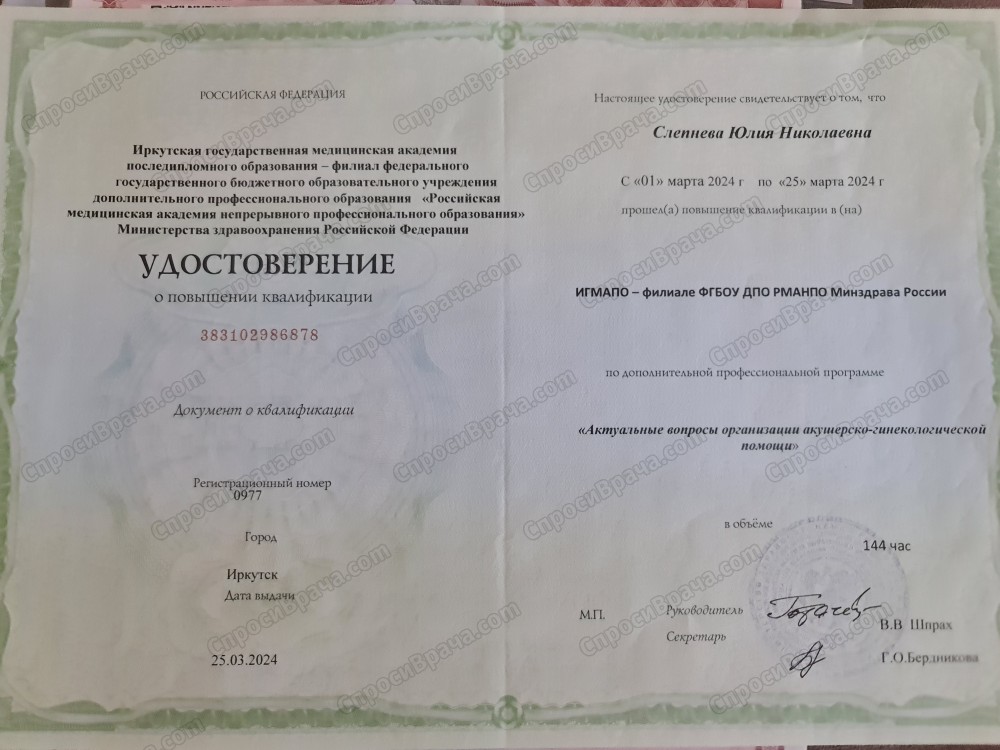 РОССИЙСКАЯ ФЕДЕРАЦИЯ
Иркутская государственная медицинская академия
последипломного образования – филиал федерального
государственного бюджетного образовательного учреждения
дополнительного профессионального образования «Российская
медицинская академия непрерывного профессионального образования»
Министерства здравоохранения Российской Федерации
УДОСТОВЕРЕНИЕ
о повышении квалификации
383102986878
Документ о квалификации
Регистрационный номер
0977
Город
Иркутск
Дата выдачи
25.03.2024
Настоящее удостоверение свидетельствует о том, что
Слепнева Юлия Николаевна
С «01» марта 2024 г по «25» марта 2024 г
прошел(а) повышение квалификации в (на)
ИГМАПО – филиале ФГБОУ ДПО РМАНПО Минздрава России
по дополнительной профессиональной программе
«Актуальные вопросы организации акушерско-гинекологической
помощи»
в объёме
144 час
М.П.
Руководитель
В.В Шпрах
Секретарь
Г.О.Бердникова
СпросиВрача.com